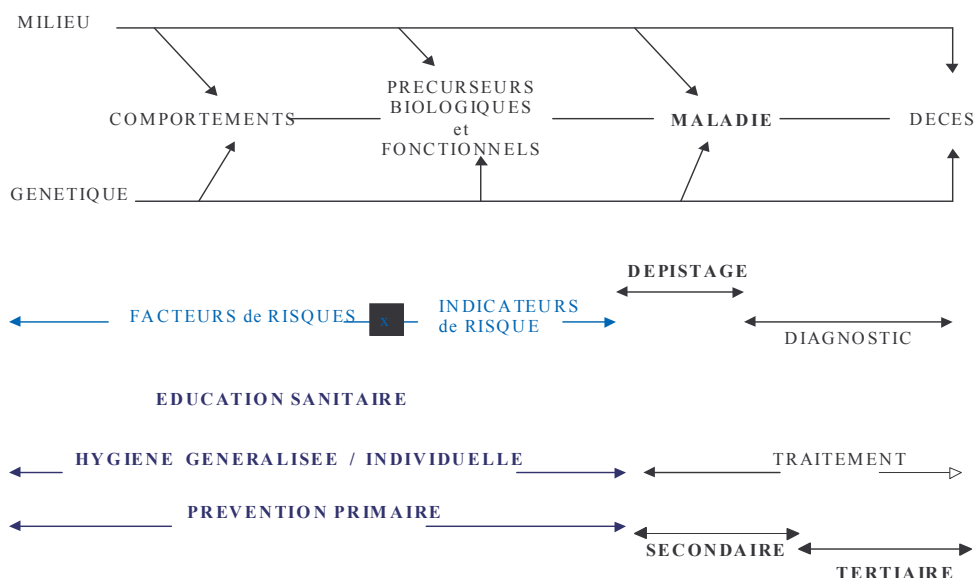 MILIEU
PRECURSEURS
BIOLOGIQUES
et
FONCTIONNELS
COMPORTEMENTS
MALADIE
DECES
GENETIQUE
DEPISTAGE
FACTEURS de RISQUES
x
INDICATEURS
de RISQUE
DIAGNOSTIC
EDUCATION SANITAIRE
HYGIENE GENERALISEE / INDIVIDUELLE
TRAITEMENT
PREVENTION PRIMAIRE
SECONDAIRE
TERTIAIRE